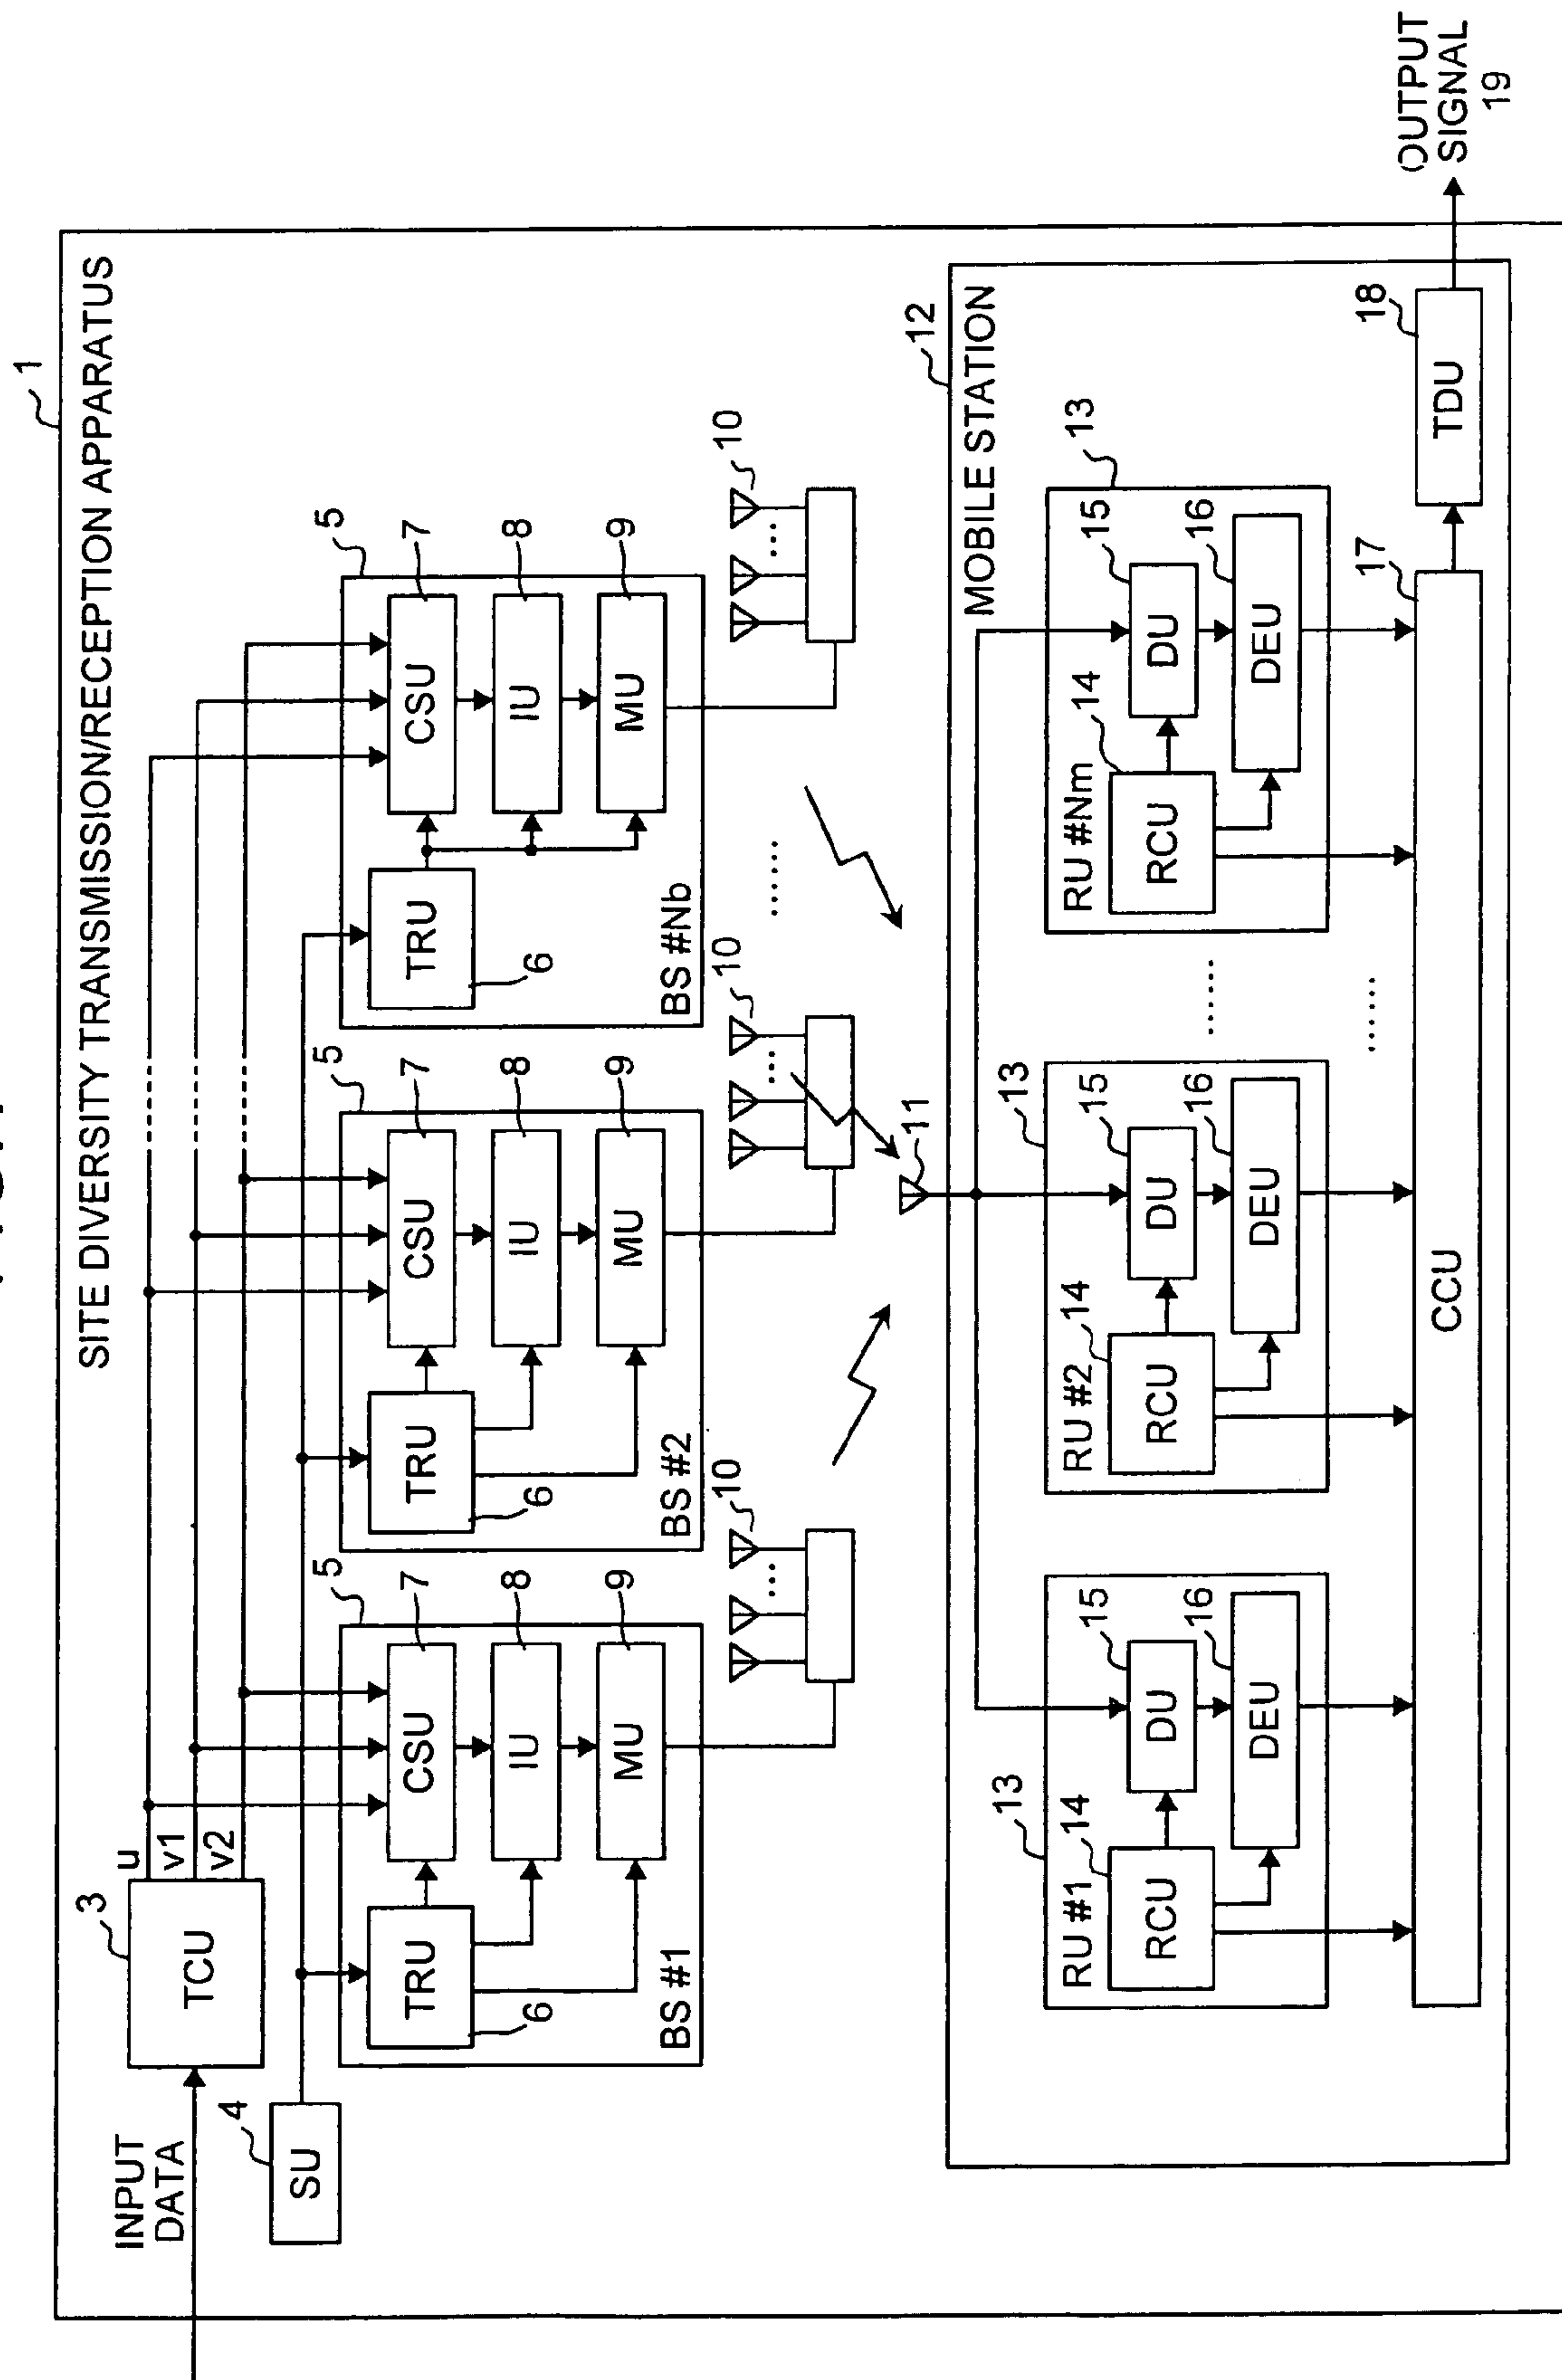 1
SITE DIVERSITY TRANSMISSION/RECEPTION APPARATUS
INPUT
DATA
3
TCU
u
v1
v2
4
SU
5
TRU
6
CSU
7
IU
8
MU
9
BS #1
10
...
5
TRU
6
CSU
7
IU
8
MU
9
BS #2
10
...
5
TRU
6
CSU
7
IU
8
MU
9
BS #Nb
10
...
......
11
12
MOBILE STATION
13
RU #1
14
RCU
15
DU
16
DEU
13
RU #2
14
RCU
15
DU
16
DEU
......
13
RU #Nm
14
RCU
15
DU
16
DEU
......
17
CCU
18
TDU
OUTPUT
SIGNAL
19